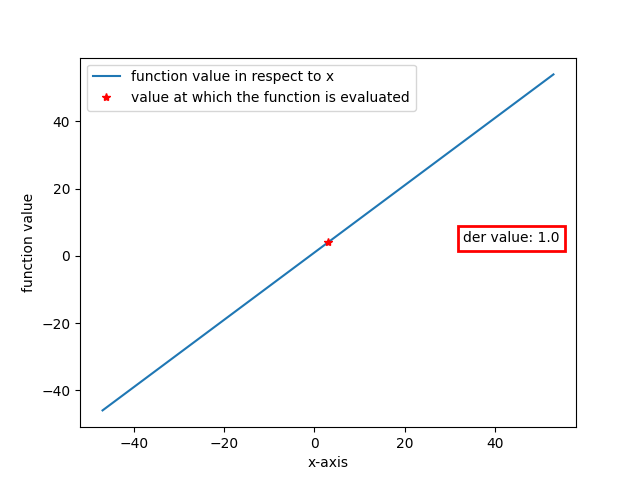 function value in respect to x
value at which the function is evaluated
40
20
0
−20
−40
function value
der value: 1.0
−40
−20
0
20
40
x-axis